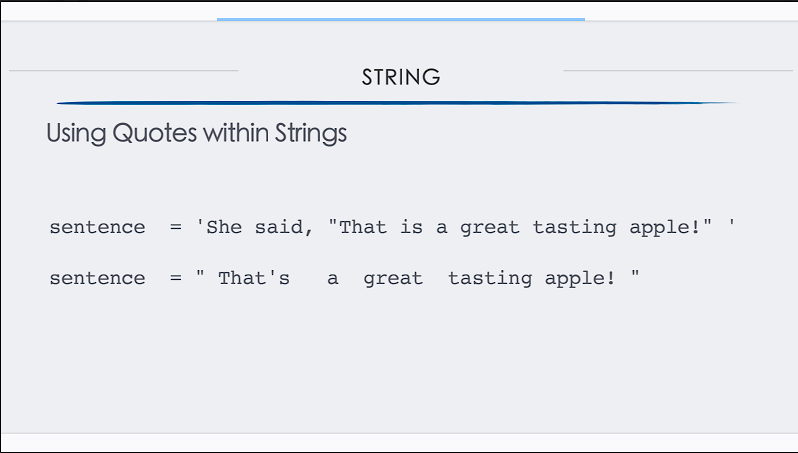 STRING
Using Quotes within Strings
sentence  = 'She said, "That is a great tasting apple!" '
sentence  = " That's   a  great  tasting apple! "